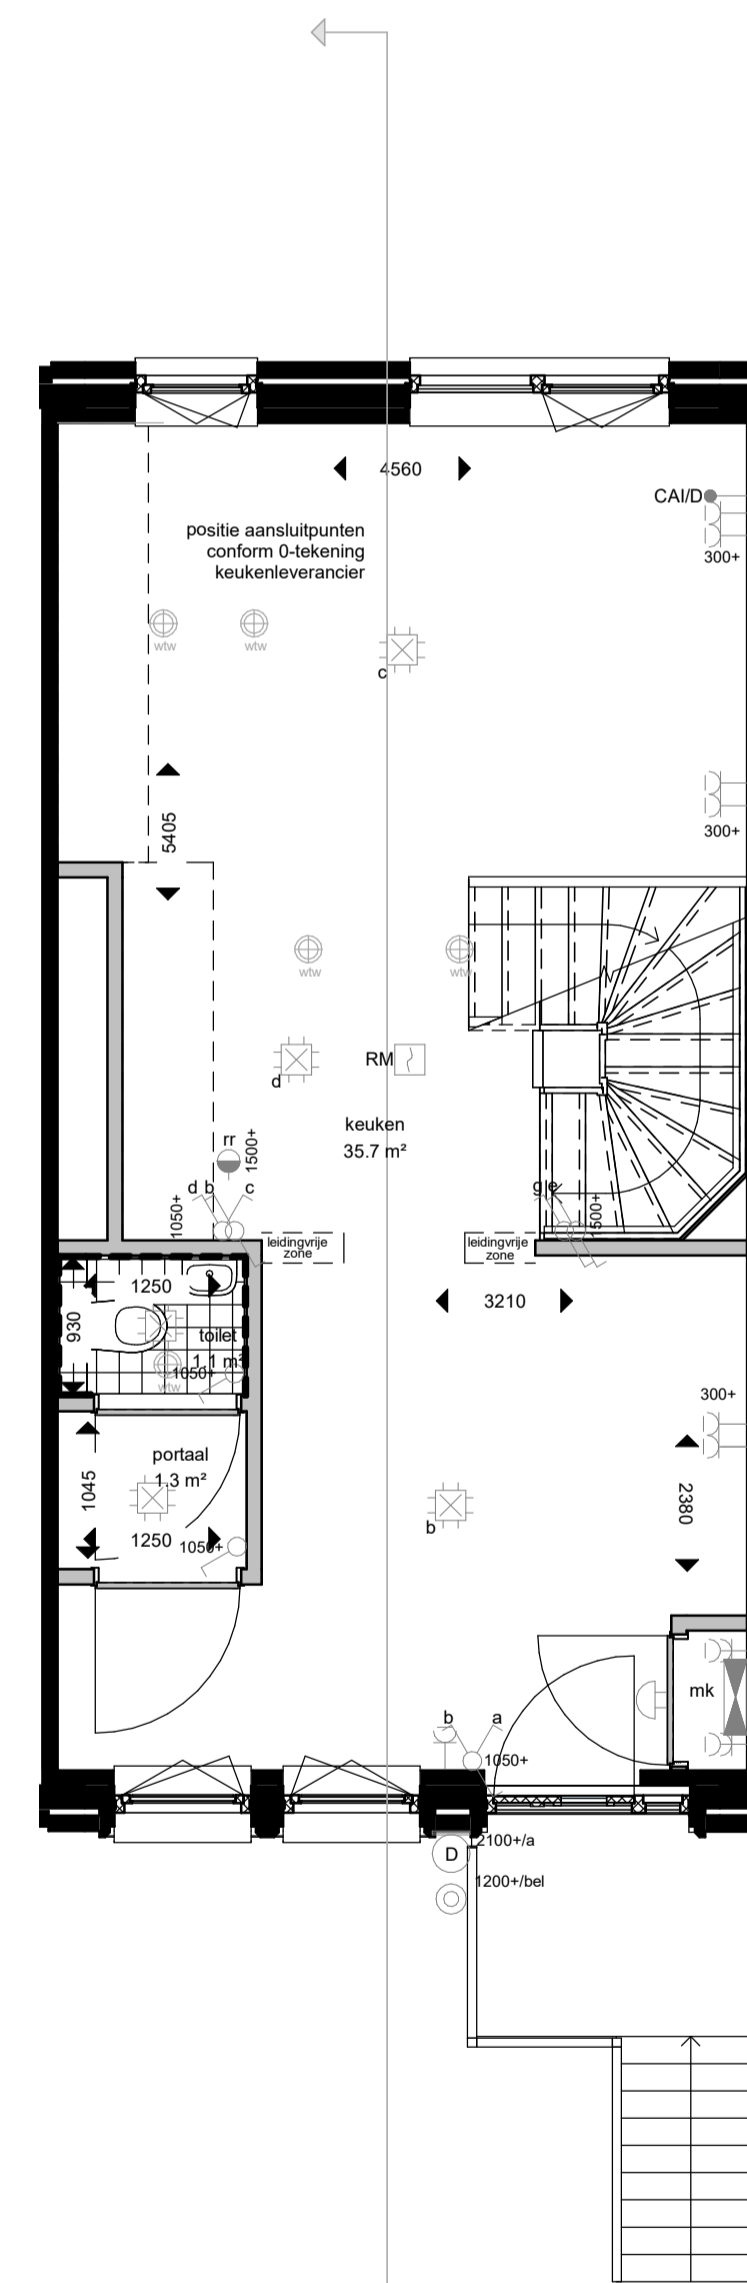 4560
CAI/D
positie aansluitpunten
conform 0-tekening
keukenleverancier
300+
wtw
wtw
c
300+
5405
wtw
wtw
RM
d
keuken
35.7 m²
rr
1500+
d b c
1050+
g e
1500+
leidingvrije
zone
leidingvrije
zone
1250
3210
930
toilet
1.1 m²
1050+
wtw
300+
portaal
1.3 m²
1045
2380
1250
1050+
b
mk
b a
1050+
2100+/a
D
1200+/bel